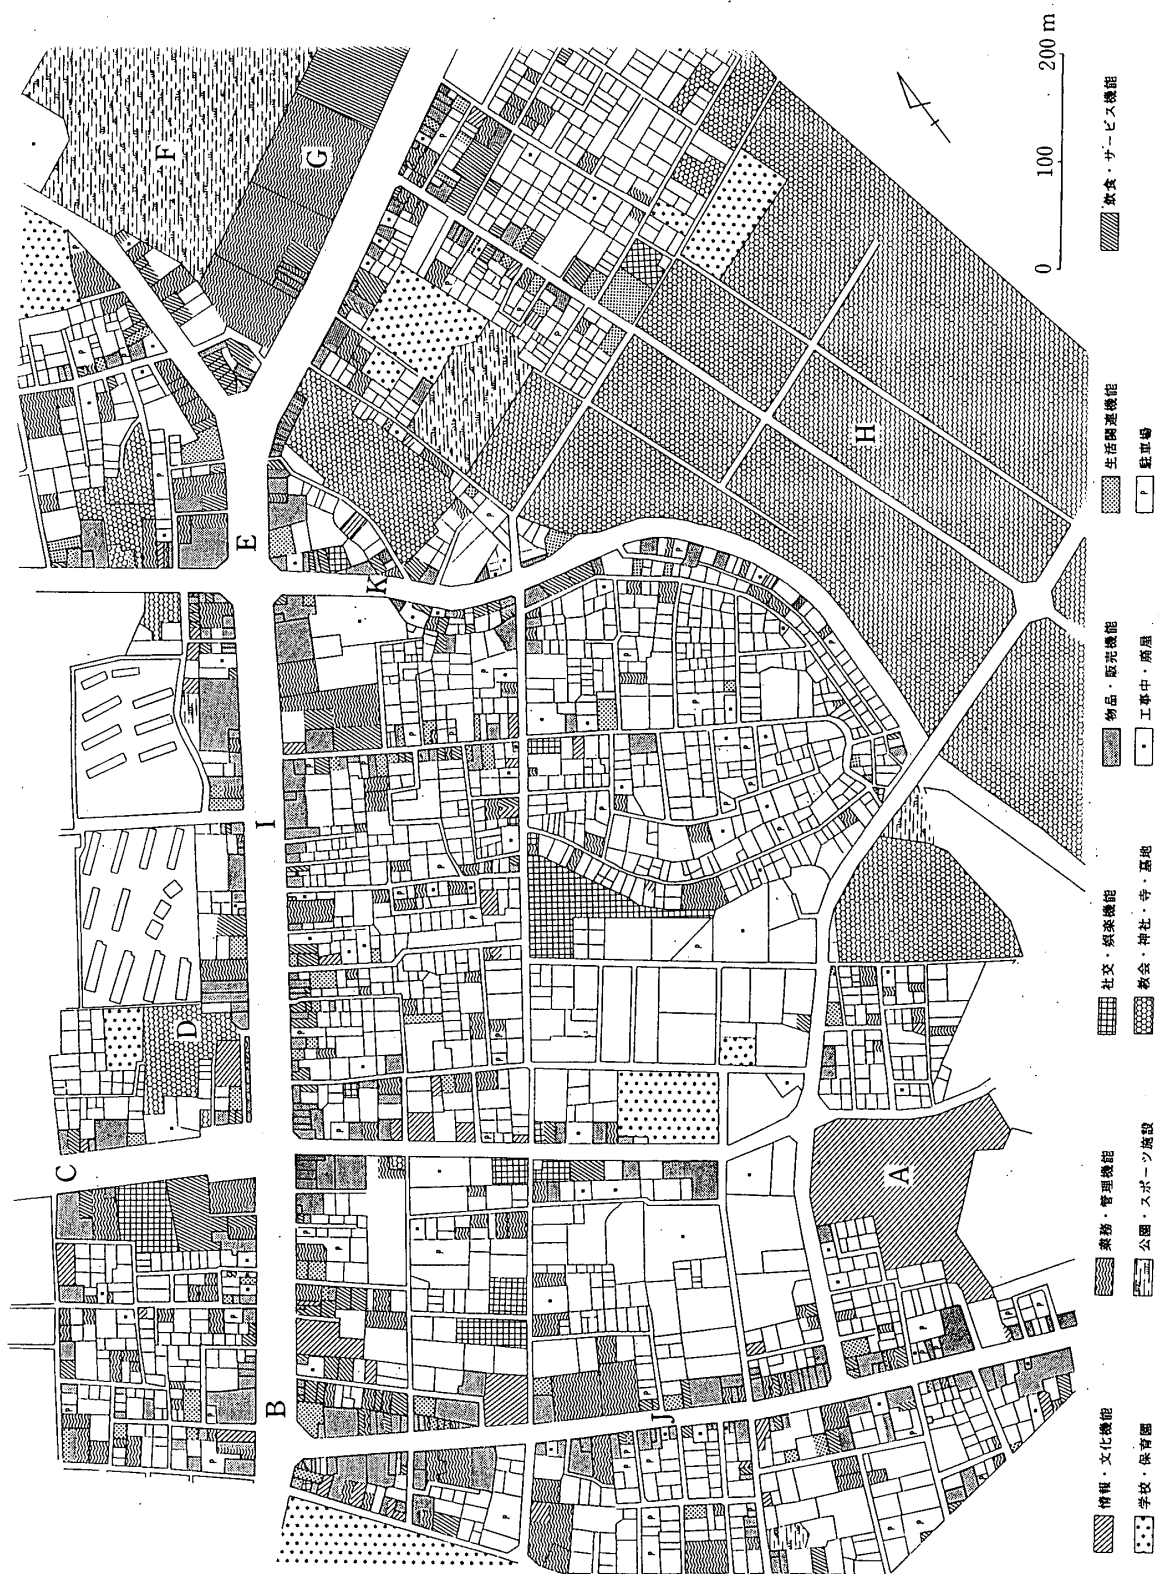 F
G
H
E
K
I
D
C
B
A
J
0 100 200 m
情報・文化機能
業務・管理機能
社交・娯楽機能
物品・販売機能
生活関連機能
飲食・サービス機能
学校・保育園
公園・スポーツ施設
教会・神社・寺・墓地
工事中・廃屋
P 駐車場